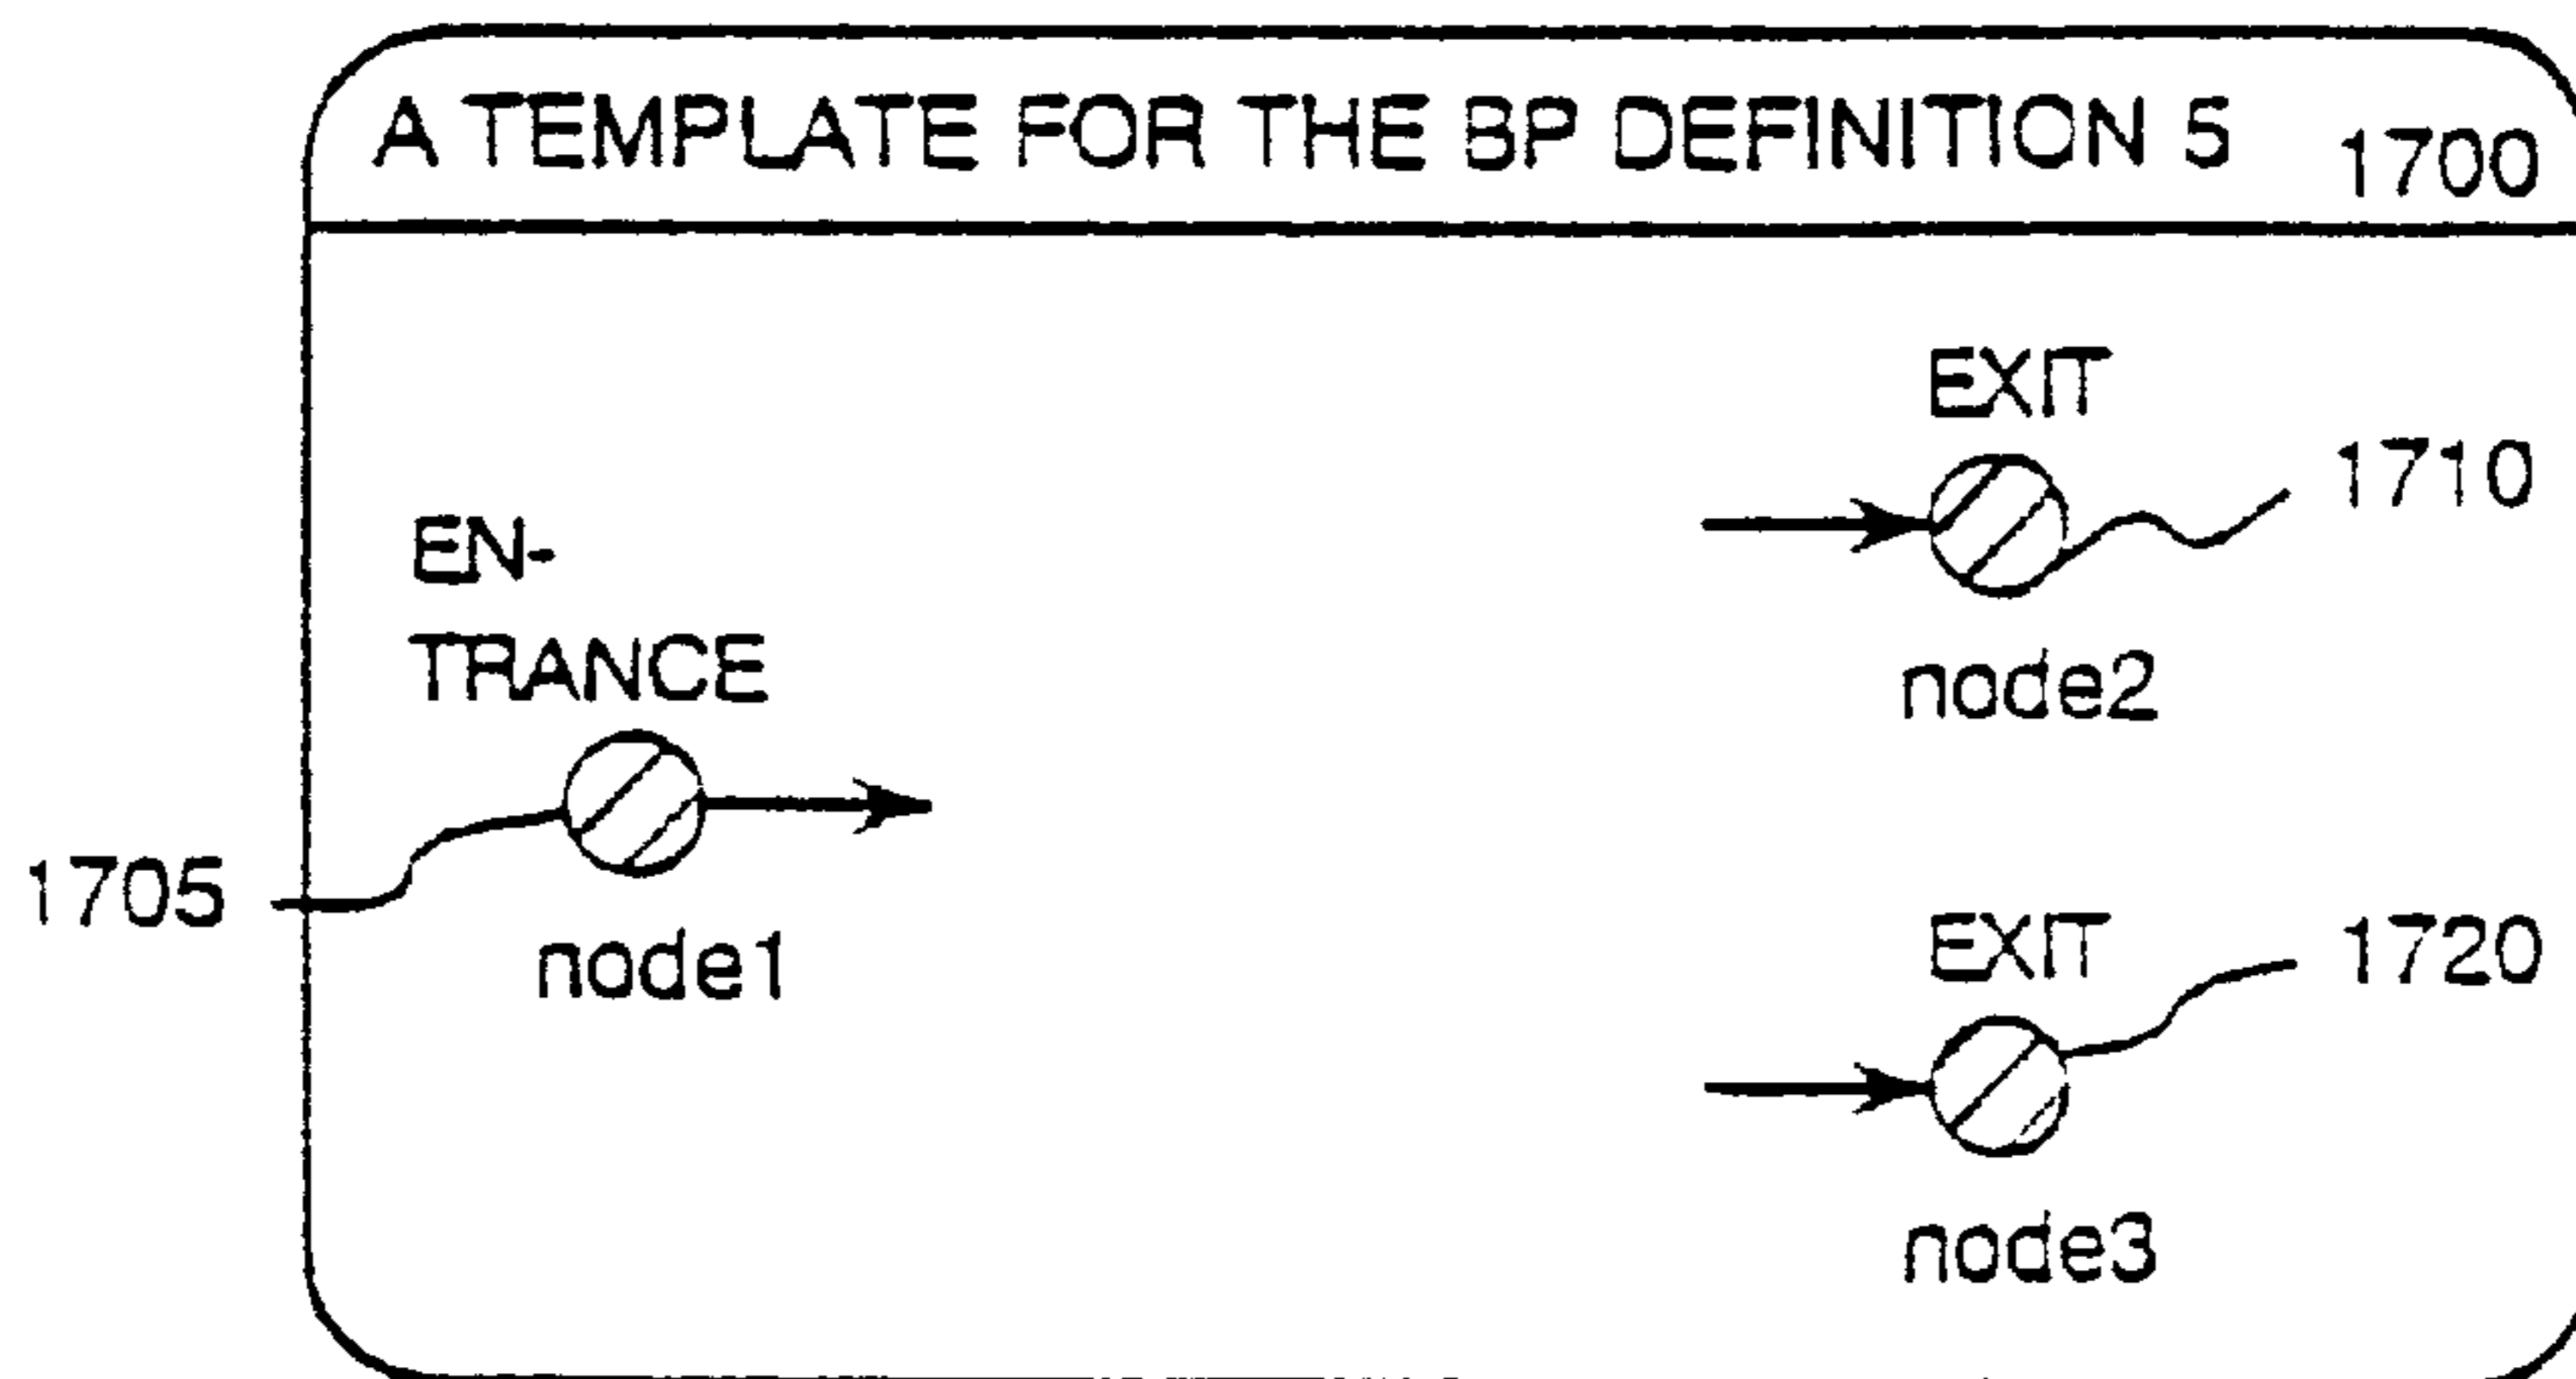 A TEMPLATE FOR THE BP DEFINITION 5
1700
EXIT
1710
node2
EN-
TRANCE
1705
node1
EXIT
1720
node3